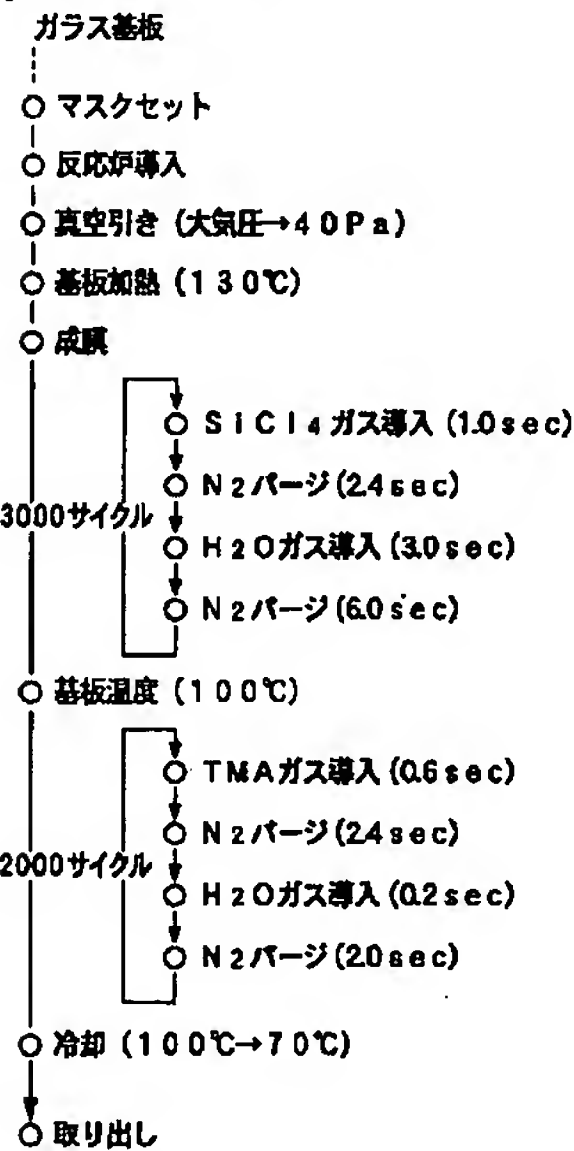 ガラス基板
マスクセット
反応炉導入
真空引き (大気圧→40Pa)
基板加熱 (130℃)
成膜
SiCl4ガス導入 (1.0sec)
N2パージ (2.4sec)
3000サイクル
H2Oガス導入 (3.0sec)
N2パージ (6.0sec)
基板温度 (100℃)
TMAガス導入 (0.6sec)
N2パージ (2.4sec)
2000サイクル
H2Oガス導入 (0.2sec)
N2パージ (2.0sec)
冷却 (100℃→70℃)
取り出し